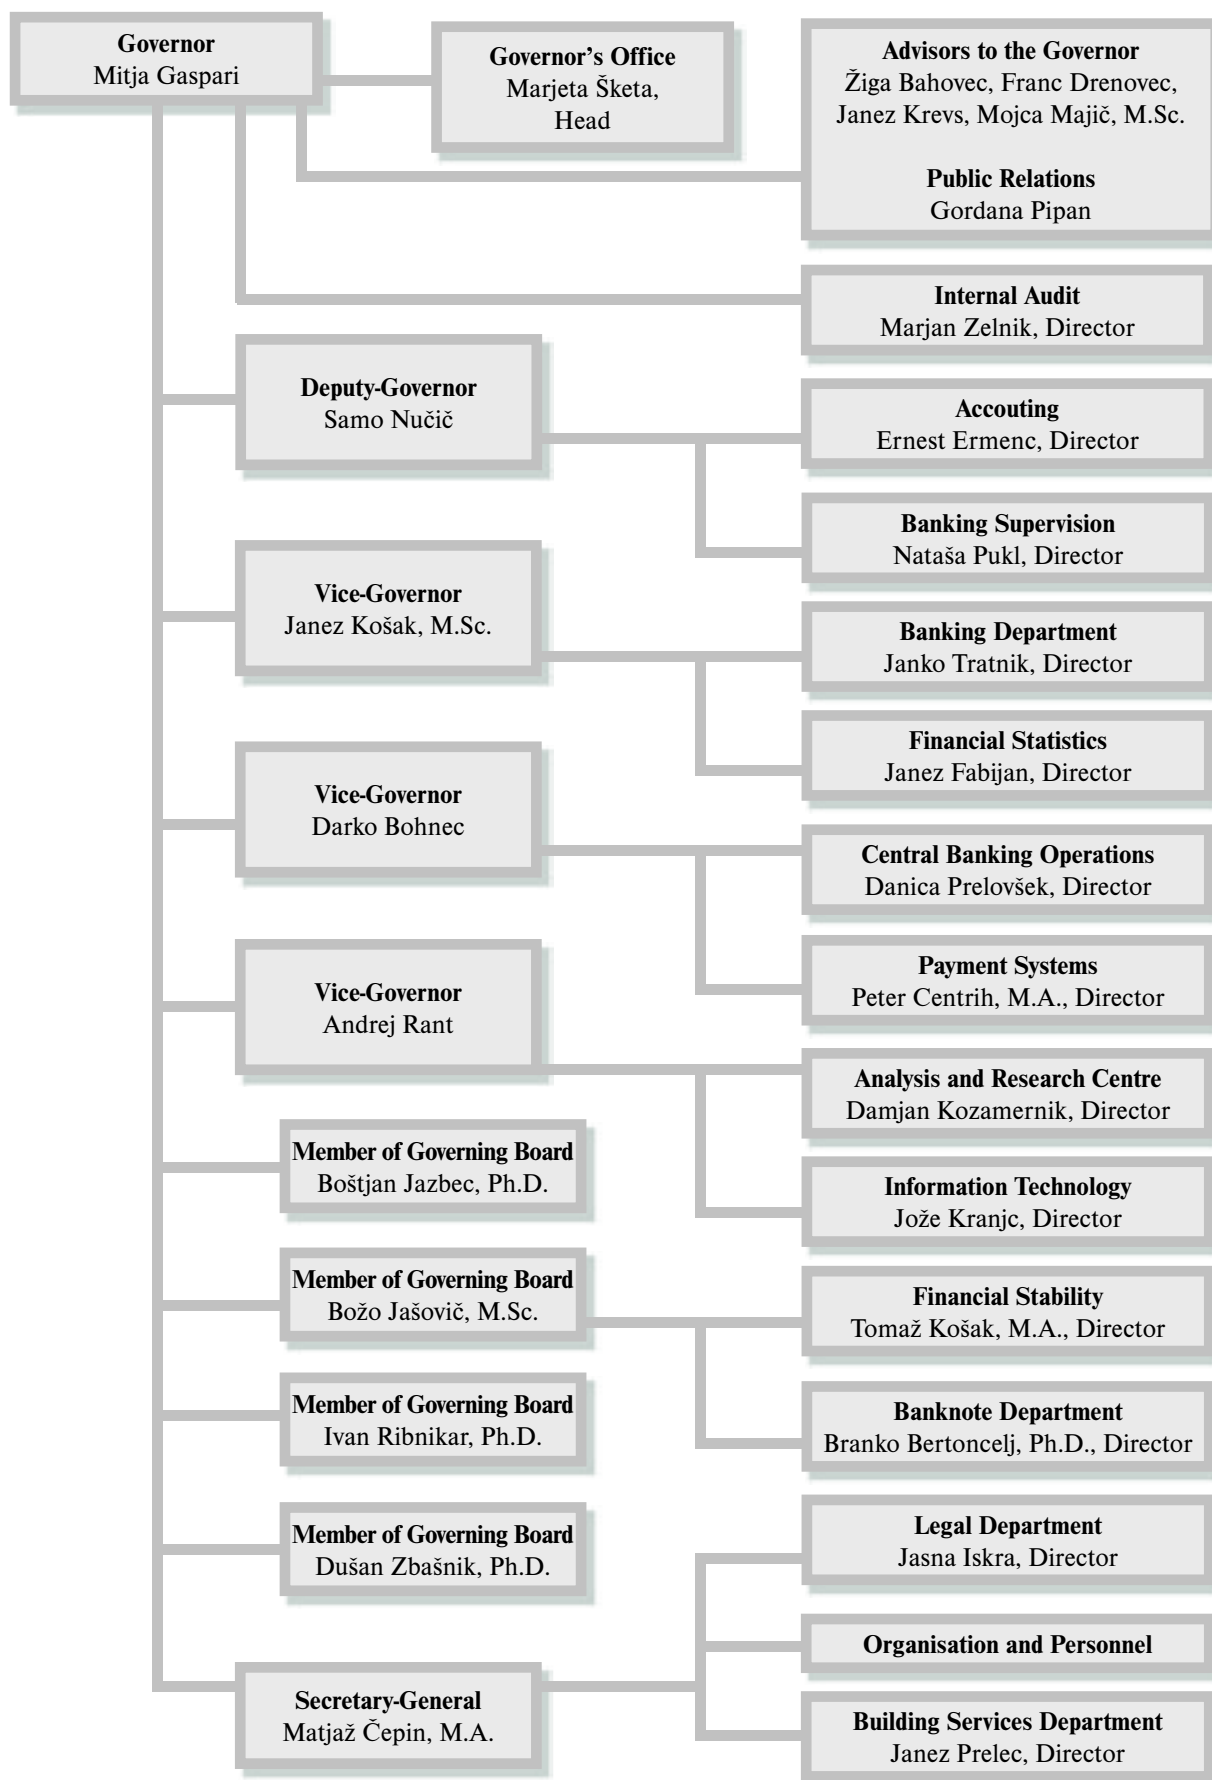 Governor
Mitja Gaspari
Governor's Office
Marjeta Šketa,
Head
Advisors to the Governor
Žiga Bahovec, Franc Drenovec,
Janez Krevs, Mojca Majič, M.Sc.
Public Relations
Gordana Pipan
Internal Audit
Marjan Zelnik, Director
Deputy-Governor
Samo Nučič
Accouting
Ernest Ermenc, Director
Banking Supervision
Nataša Pukl, Director
Vice-Governor
Janez Košak, M.Sc.
Banking Department
Janko Tratnik, Director
Financial Statistics
Janez Fabijan, Director
Vice-Governor
Darko Bohnec
Central Banking Operations
Danica Prelovšek, Director
Payment Systems
Peter Centrih, M.A., Director
Vice-Governor
Andrej Rant
Analysis and Research Centre
Damjan Kozamernik, Director
Information Technology
Jože Kranjc, Director
Member of Governing Board
Boštjan Jazbec, Ph.D.
Member of Governing Board
Božo Jašovič, M.Sc.
Financial Stability
Tomaž Košak, M.A., Director
Banknote Department
Branko Bertoncelj, Ph.D., Director
Member of Governing Board
Ivan Ribnikar, Ph.D.
Member of Governing Board
Dušan Zbašnik, Ph.D.
Secretary-General
Matjaž Čepin, M.A.
Legal Department
Jasna Iskra, Director
Organisation and Personnel
Building Services Department
Janez Prelec, Director